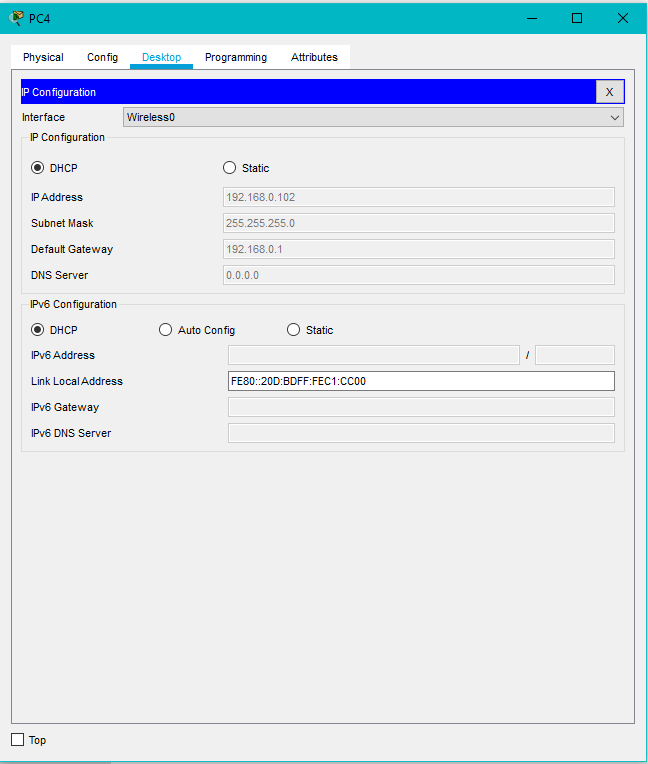 PC4
Physical Config Desktop Programming Attributes
IP Configuration X
Interface Wireless0
IP Configuration
DHCP Static
IP Address 192.168.0.102
Subnet Mask 255.255.255.0
Default Gateway 192.168.0.1
DNS Server 0.0.0.0
IPv6 Configuration
DHCP Auto Config Static
IPv6 Address /
Link Local Address FE80::20D:BDFF:FEC1:CC00
IPv6 Gateway
IPv6 DNS Server
Top